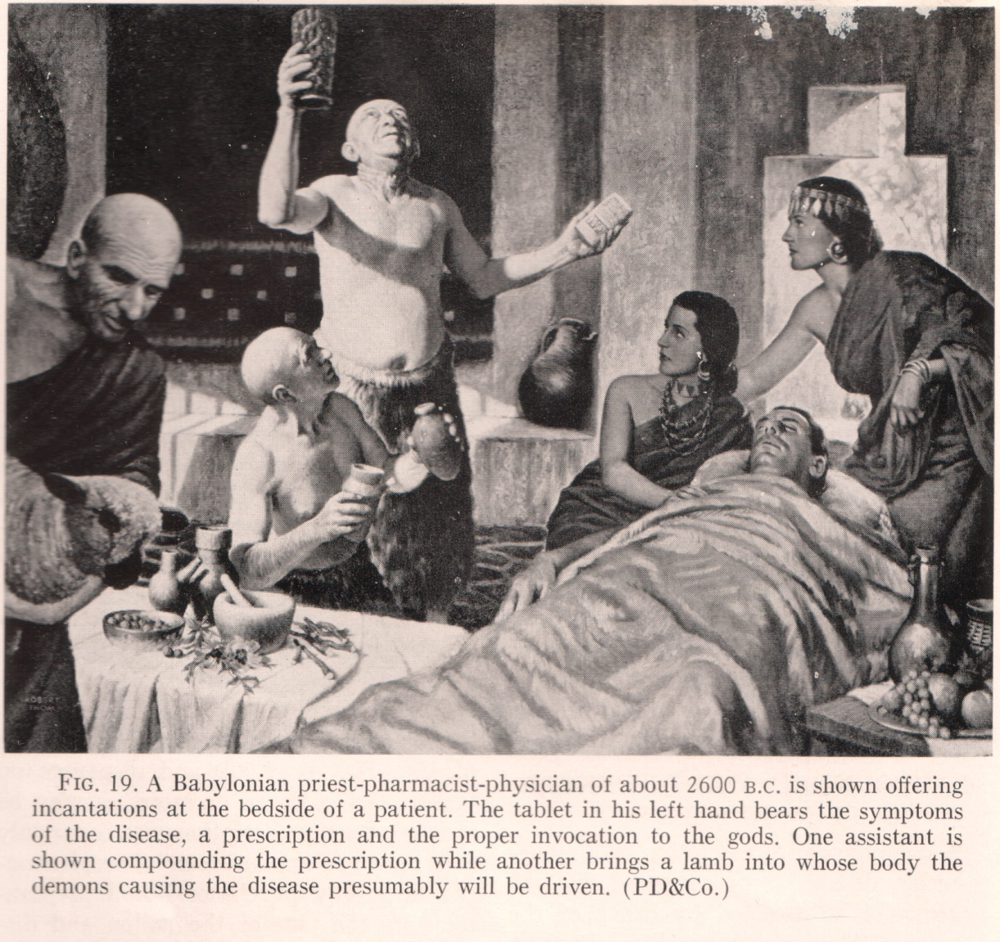 ROBERT
THOM
FIG. 19. A Babylonian priest-pharmacist-physician of about 2600 B.C. is shown offering
incantations at the bedside of a patient. The tablet in his left hand bears the symptoms
of the disease, a prescription and the proper invocation to the gods. One assistant is
shown compounding the prescription while another brings a lamb into whose body the
demons causing the disease presumably will be driven. (PD&Co.)